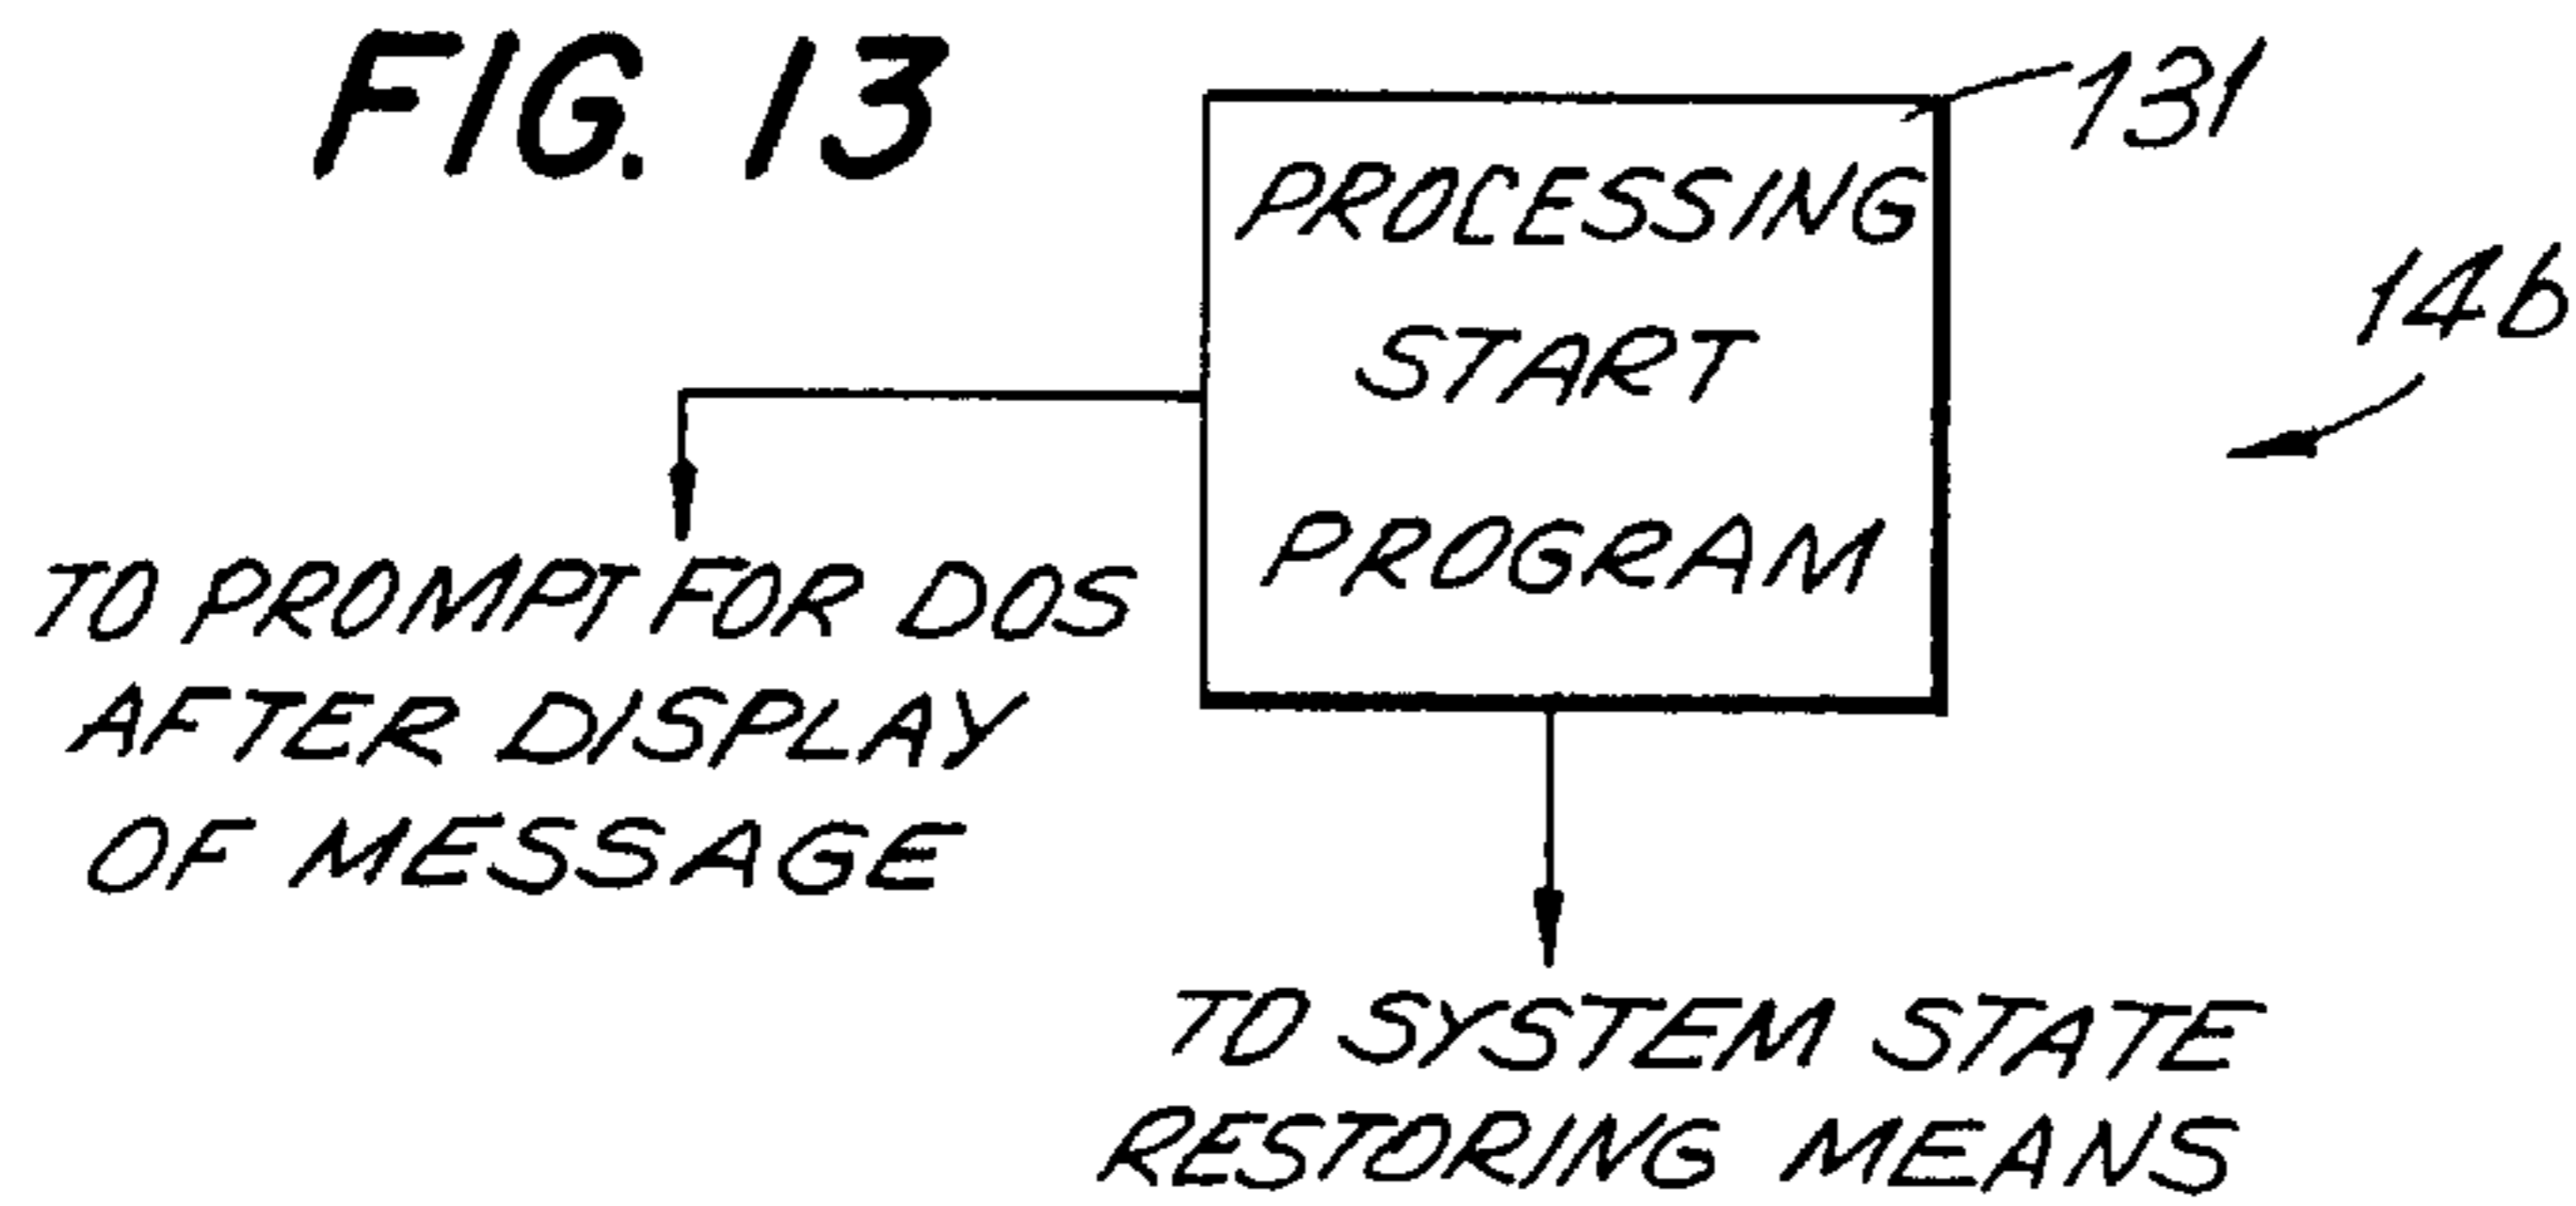 FIG. 13
131
PROCESSING
START
PROGRAM
14b
TO PROMPT FOR DOS
AFTER DISPLAY
OF MESSAGE
TO SYSTEM STATE
RESTORING MEANS